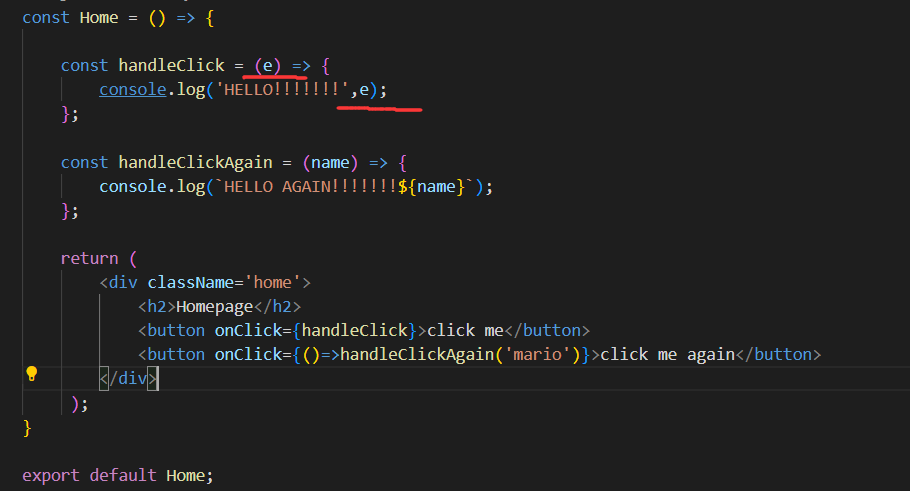 const Home = () => {
const handleClick = (e) => {
console.log('HELLO!!!!!!!',e);
};
const handleClickAgain = (name) => {
console.log(`HELLO AGAIN!!!!!!!${name}`);
};
return (
<div className='home'>
<h2>Homepage</h2>
<button onClick={handleClick}>click me</button>
<button onClick={()=>handleClickAgain('mario')}>click me again</button>
</div>
);
}
export default Home;